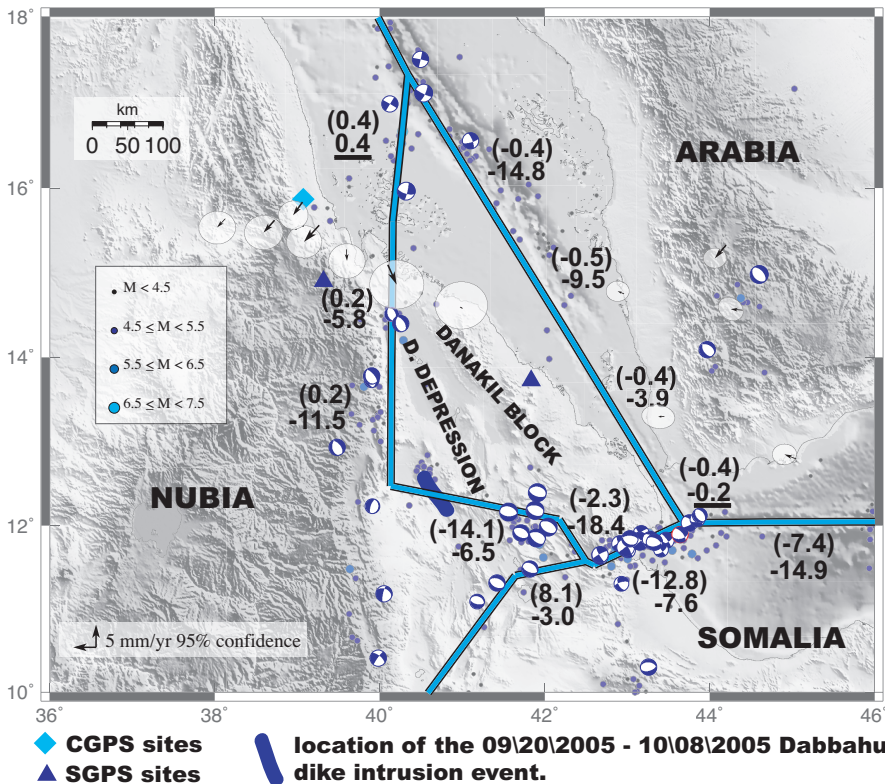 18°
16°
14°
12°
10°
km
0 50 100
(0.4)
0.4
(-0.4)
-14.8
ARABIA
M < 4.5
4.5 ≤ M < 5.5
5.5 ≤ M < 6.5
6.5 ≤ M < 7.5
(0.2)
-5.8
(-0.5)
-9.5
DANAKIL BLOCK
D. DEPRESSION
(0.2)
-11.5
(-0.4)
-3.9
NUBIA
(-0.4)
-0.2
(-2.3)
-18.4
(-14.1)
-6.5
(-7.4)
-14.9
(8.1)
-3.0
(-12.8)
-7.6
SOMALIA
5 mm/yr 95% confidence
36° 38° 40° 42° 44° 46°
CGPS sites
SGPS sites
location of the 09\20\2005 - 10\08\2005 Dabbahu
dike intrusion event.